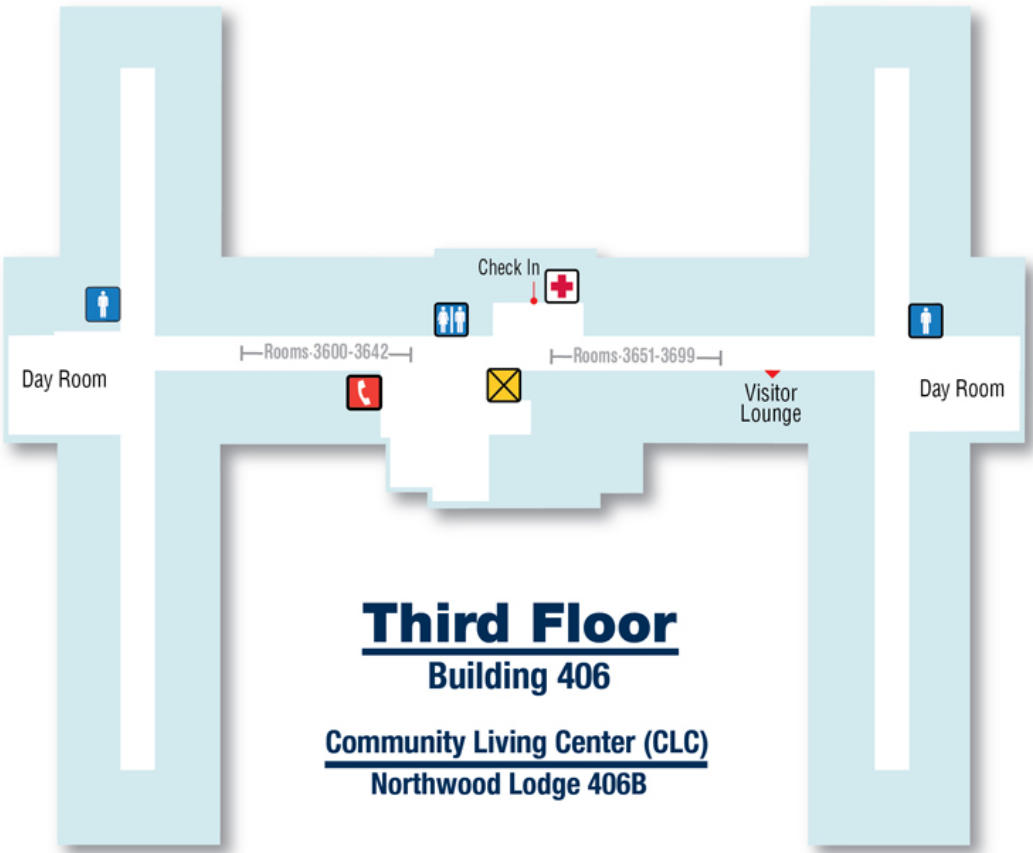 Check In
Rooms 3600-3642
Rooms 3651-3699
Day Room
Visitor
Lounge
Day Room
Third Floor
Building 406
Community Living Center (CLC)
Northwood Lodge 406B